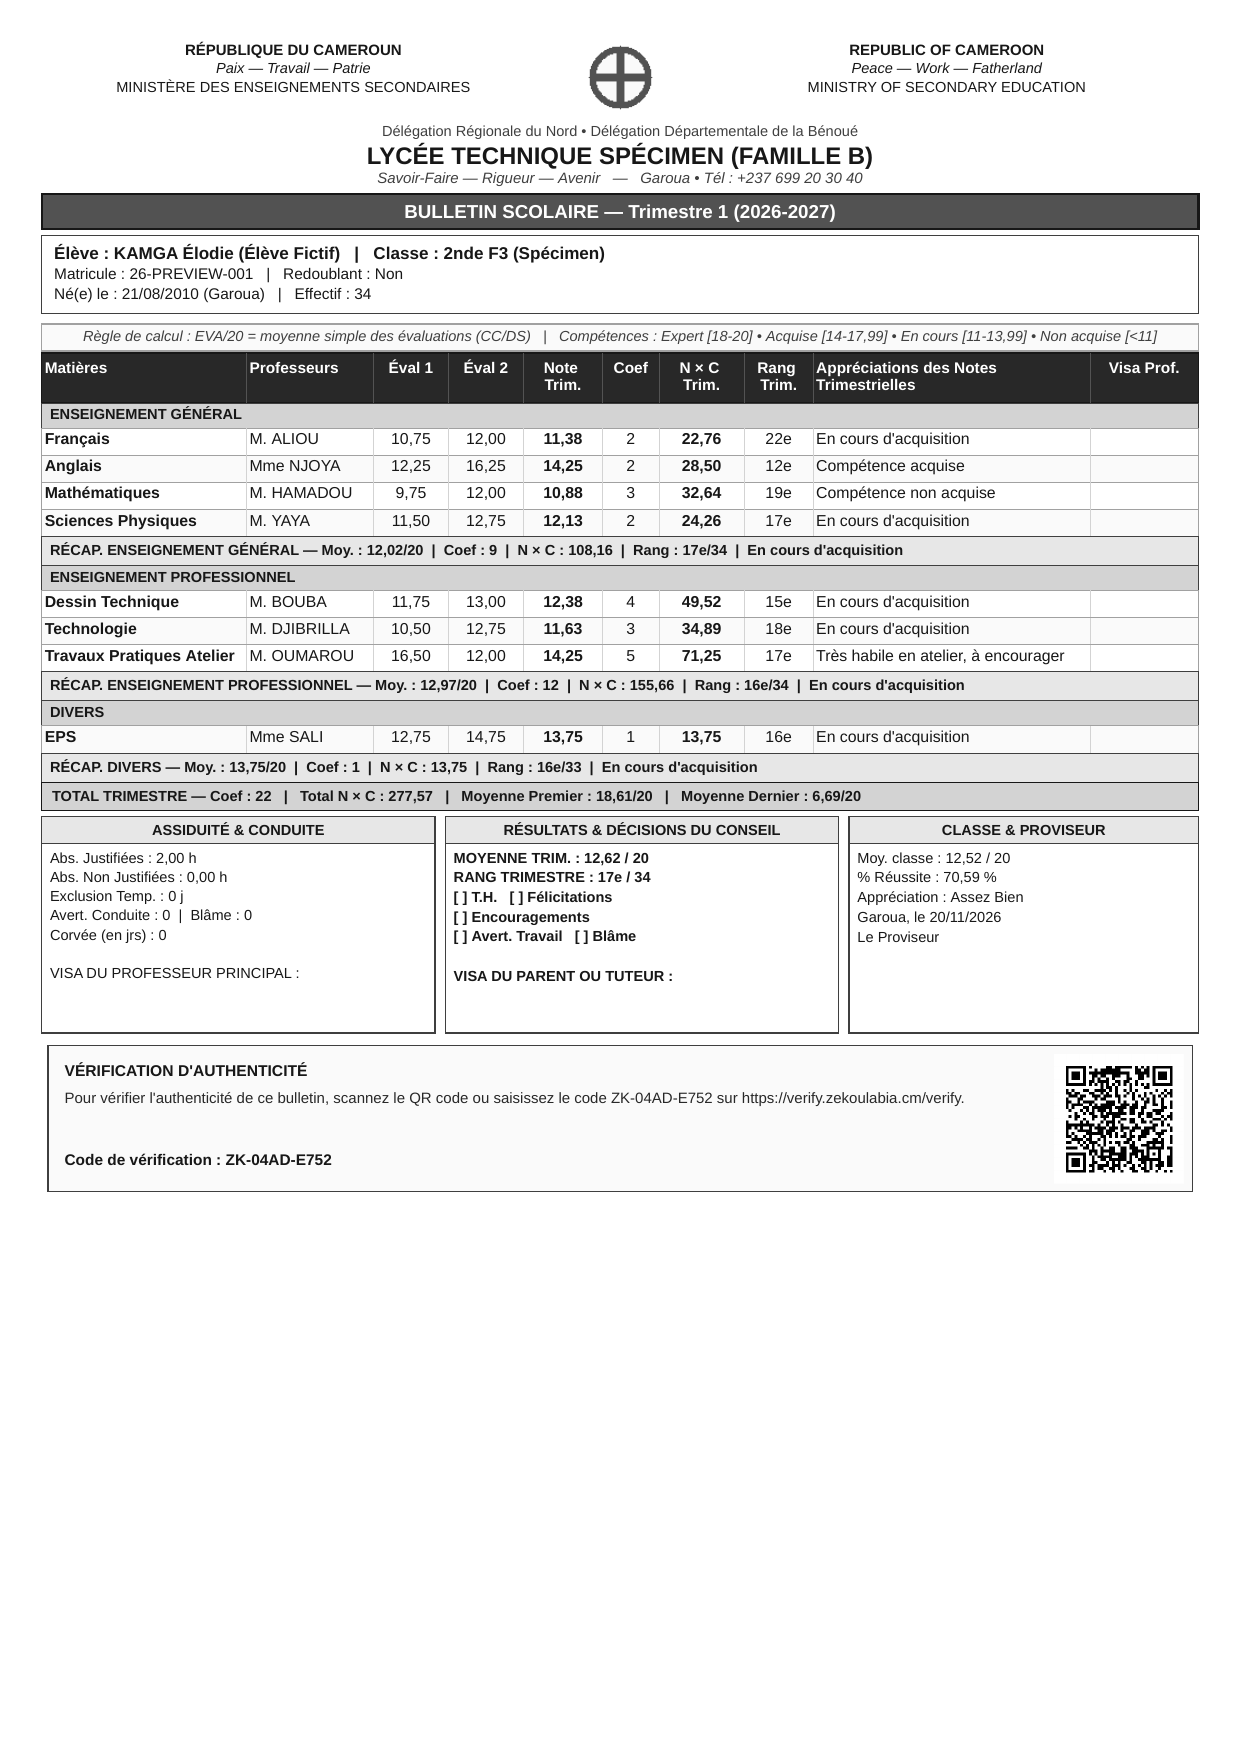 RÉPUBLIQUE DU CAMEROUN
Paix — Travail — Patrie
MINISTÈRE DES ENSEIGNEMENTS SECONDAIRES
REPUBLIC OF CAMEROON
Peace — Work — Fatherland
MINISTRY OF SECONDARY EDUCATION
Délégation Régionale du Nord • Délégation Départementale de la Bénoué
LYCÉE TECHNIQUE SPÉCIMEN (FAMILLE B)
Savoir-Faire — Rigueur — Avenir — Garoua • Tél : +237 699 20 30 40
BULLETIN SCOLAIRE — Trimestre 1 (2026-2027)
Élève : KAMGA Élodie (Élève Fictif) | Classe : 2nde F3 (Spécimen)
Matricule : 26-PREVIEW-001 | Redoublant : Non
Né(e) le : 21/08/2010 (Garoua) | Effectif : 34
Règle de calcul : EVA/20 = moyenne simple des évaluations (CC/DS) | Compétences : Expert [18-20] • Acquise [14-17,99] • En cours [11-13,99] • Non acquise [<11]
Matières Professeurs Éval 1 Éval 2 Note Trim. Coef N × C Trim. Rang Trim. Appréciations des Notes Trimestrielles Visa Prof.
ENSEIGNEMENT GÉNÉRAL
Français M. ALIOU 10,75 12,00 11,38 2 22,76 22e En cours d'acquisition
Anglais Mme NJOYA 12,25 16,25 14,25 2 28,50 12e Compétence acquise
Mathématiques M. HAMADOU 9,75 12,00 10,88 3 32,64 19e Compétence non acquise
Sciences Physiques M. YAYA 11,50 12,75 12,13 2 24,26 17e En cours d'acquisition
RÉCAP. ENSEIGNEMENT GÉNÉRAL — Moy. : 12,02/20 | Coef : 9 | N × C : 108,16 | Rang : 17e/34 | En cours d'acquisition
ENSEIGNEMENT PROFESSIONNEL
Dessin Technique M. BOUBA 11,75 13,00 12,38 4 49,52 15e En cours d'acquisition
Technologie M. DJIBRILLA 10,50 12,75 11,63 3 34,89 18e En cours d'acquisition
Travaux Pratiques Atelier M. OUMAROU 16,50 12,00 14,25 5 71,25 17e Très habile en atelier, à encourager
RÉCAP. ENSEIGNEMENT PROFESSIONNEL — Moy. : 12,97/20 | Coef : 12 | N × C : 155,66 | Rang : 16e/34 | En cours d'acquisition
DIVERS
EPS Mme SALI 12,75 14,75 13,75 1 13,75 16e En cours d'acquisition
RÉCAP. DIVERS — Moy. : 13,75/20 | Coef : 1 | N × C : 13,75 | Rang : 16e/33 | En cours d'acquisition
TOTAL TRIMESTRE — Coef : 22 | Total N × C : 277,57 | Moyenne Premier : 18,61/20 | Moyenne Dernier : 6,69/20
ASSIDUITÉ & CONDUITE
Abs. Justifiées : 2,00 h
Abs. Non Justifiées : 0,00 h
Exclusion Temp. : 0 j
Avert. Conduite : 0 | Blâme : 0
Corvée (en jrs) : 0
VISA DU PROFESSEUR PRINCIPAL :
RÉSULTATS & DÉCISIONS DU CONSEIL
MOYENNE TRIM. : 12,62 / 20
RANG TRIMESTRE : 17e / 34
[ ] T.H. [ ] Félicitations
[ ] Encouragements
[ ] Avert. Travail [ ] Blâme
VISA DU PARENT OU TUTEUR :
CLASSE & PROVISEUR
Moy. classe : 12,52 / 20
% Réussite : 70,59 %
Appréciation : Assez Bien
Garoua, le 20/11/2026
Le Proviseur
VÉRIFICATION D'AUTHENTICITÉ
Pour vérifier l'authenticité de ce bulletin, scannez le QR code ou saisissez le code ZK-04AD-E752 sur https://verify.zekoulabia.cm/verify.
Code de vérification : ZK-04AD-E752